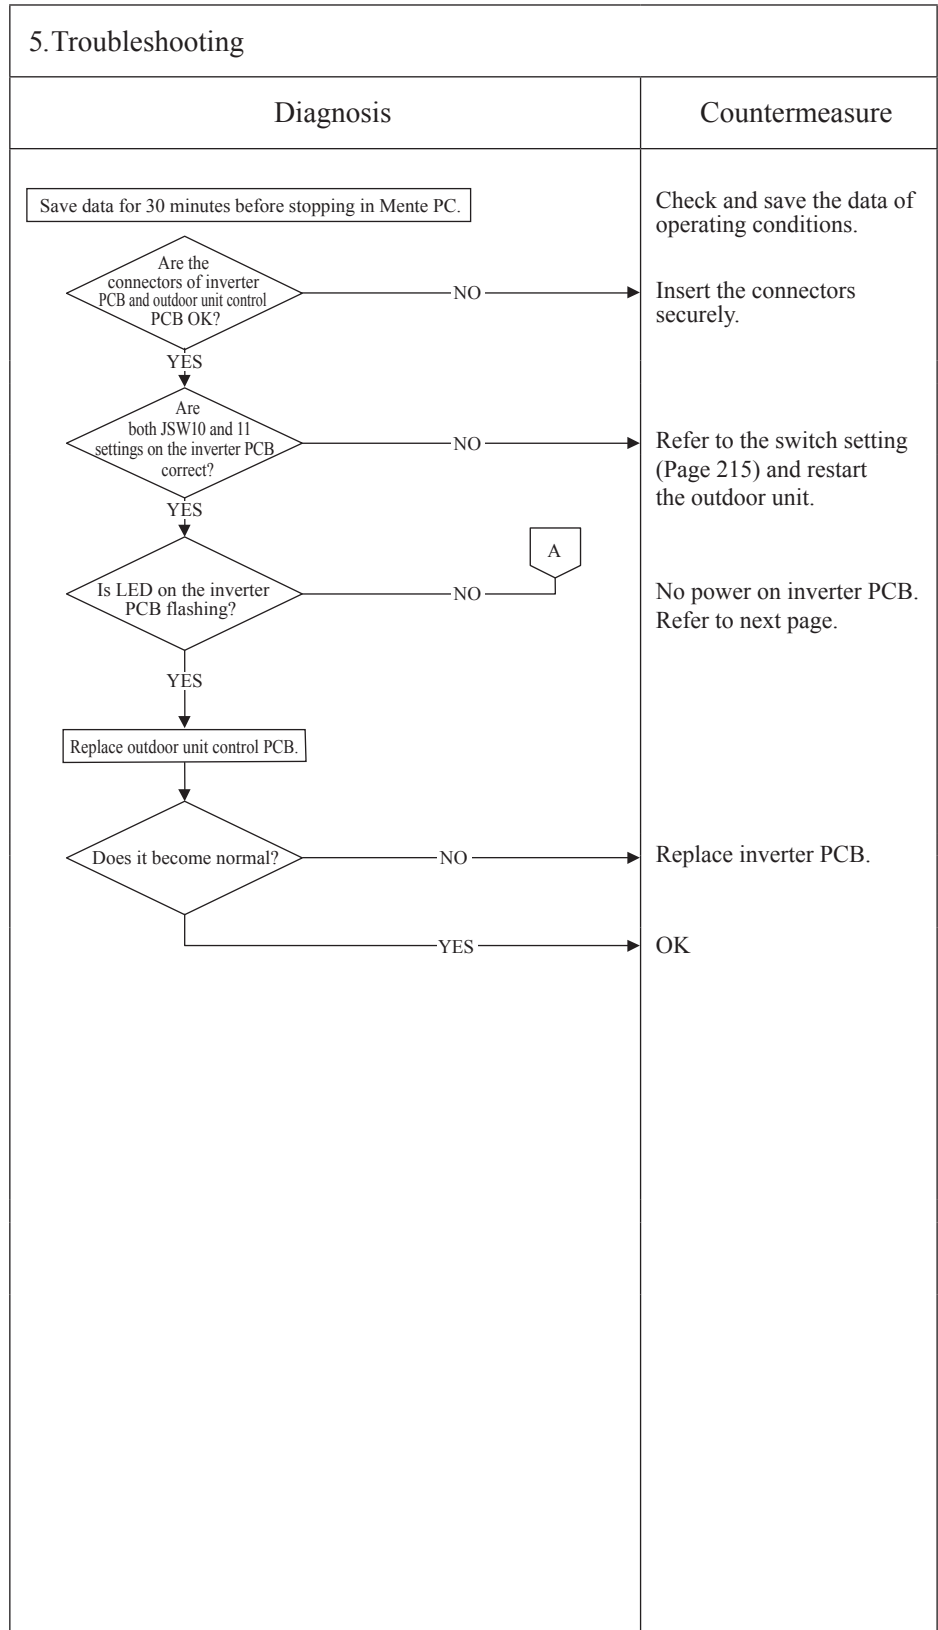 5.Troubleshooting
Diagnosis
Countermeasure
Save data for 30 minutes before stopping in Mente PC.
Check and save the data of
operating conditions.
Are the
connectors of inverter
PCB and outdoor unit control
PCB OK?
NO
Insert the connectors
securely.
YES
Are
both JSW10 and 11
settings on the inverter PCB
correct?
NO
Refer to the switch setting
(Page 215) and restart
the outdoor unit.
YES
A
Is LED on the inverter
PCB flashing?
NO
No power on inverter PCB.
Refer to next page.
YES
Replace outdoor unit control PCB.
Does it become normal?
NO
Replace inverter PCB.
YES
OK